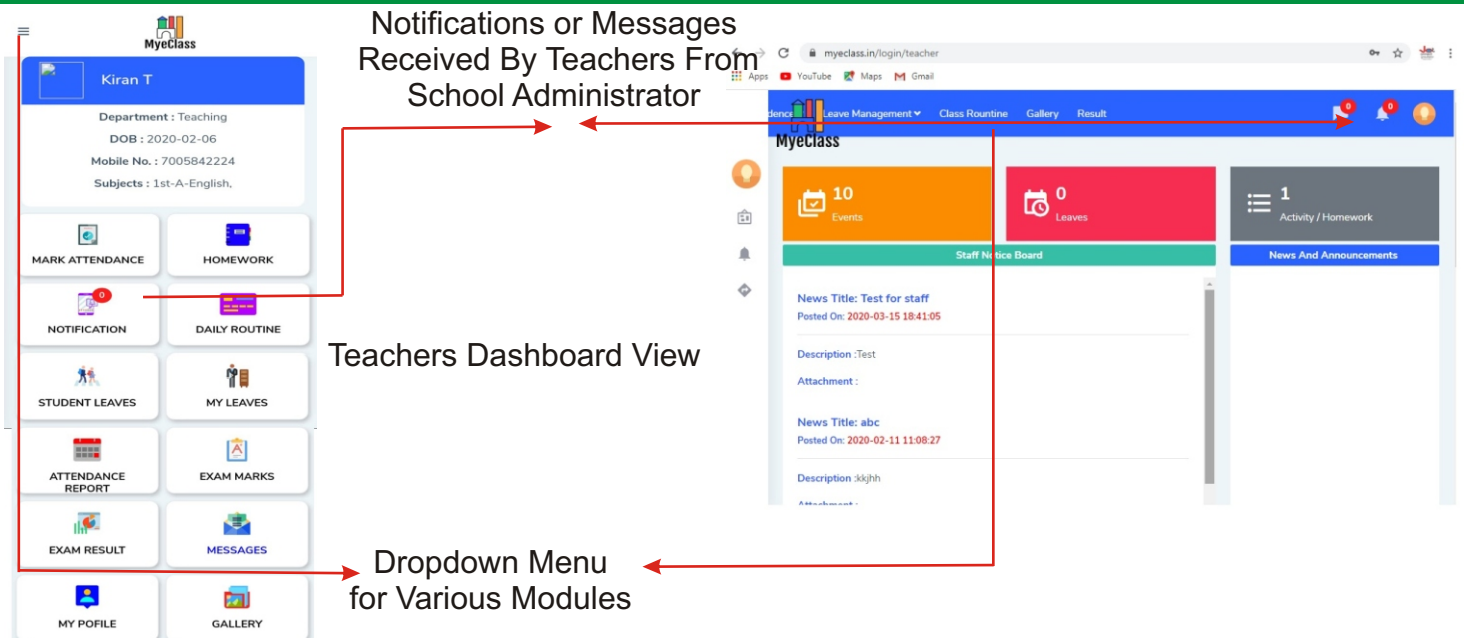 MyeClass
Kiran T
Department : Teaching
DOB : 2020-02-06
Mobile No. : 7005842224
Subjects : 1st-A-English,
MARK ATTENDANCE
HOMEWORK
0
NOTIFICATION
DAILY ROUTINE
STUDENT LEAVES
MY LEAVES
ATTENDANCE
REPORT
EXAM MARKS
EXAM RESULT
MESSAGES
MY POFILE
GALLERY
Notifications or Messages
Received By Teachers From
School Administrator
Teachers Dashboard View
Dropdown Menu
for Various Modules
myeclass.in/login/teacher
Apps YouTube Maps M Gmail
dence Leave Management Class Rountine Gallery Result
0 0
MyeClass
10
Events
0
Leaves
1
Activity / Homework
Staff Notice Board
News And Announcements
News Title: Test for staff
Posted On: 2020-03-15 18:41:05
Description :Test
Attachment :
News Title: abc
Posted On: 2020-02-11 11:08:27
Description :kkjhh
Attachment :